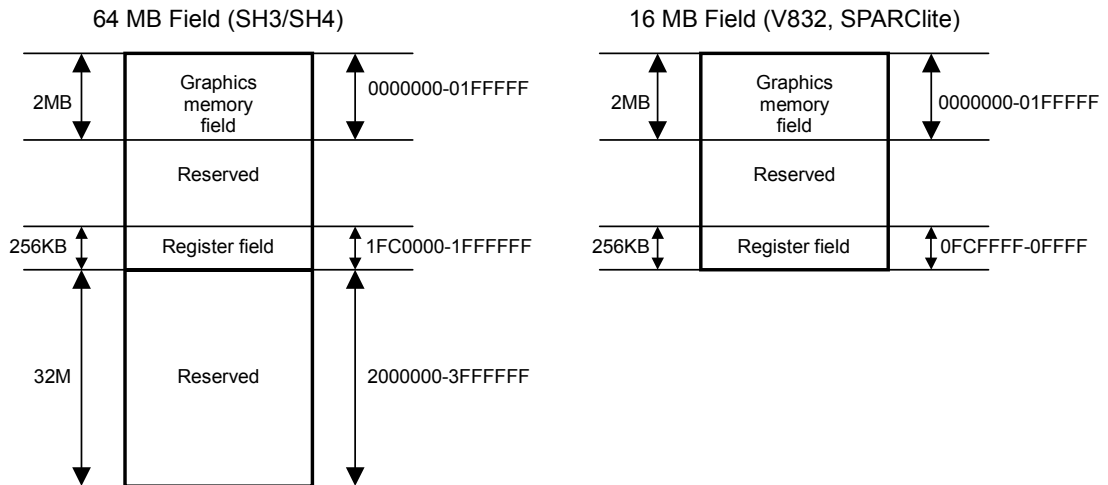 64 MB Field (SH3/SH4)
2MB
Graphics
memory
field
0000000-01FFFFF
Reserved
256KB
Register field
1FC0000-1FFFFFF
32M
Reserved
2000000-3FFFFFF
16 MB Field (V832, SPARClite)
2MB
Graphics
memory
field
0000000-01FFFFF
Reserved
256KB
Register field
0FCFFFF-0FFFF